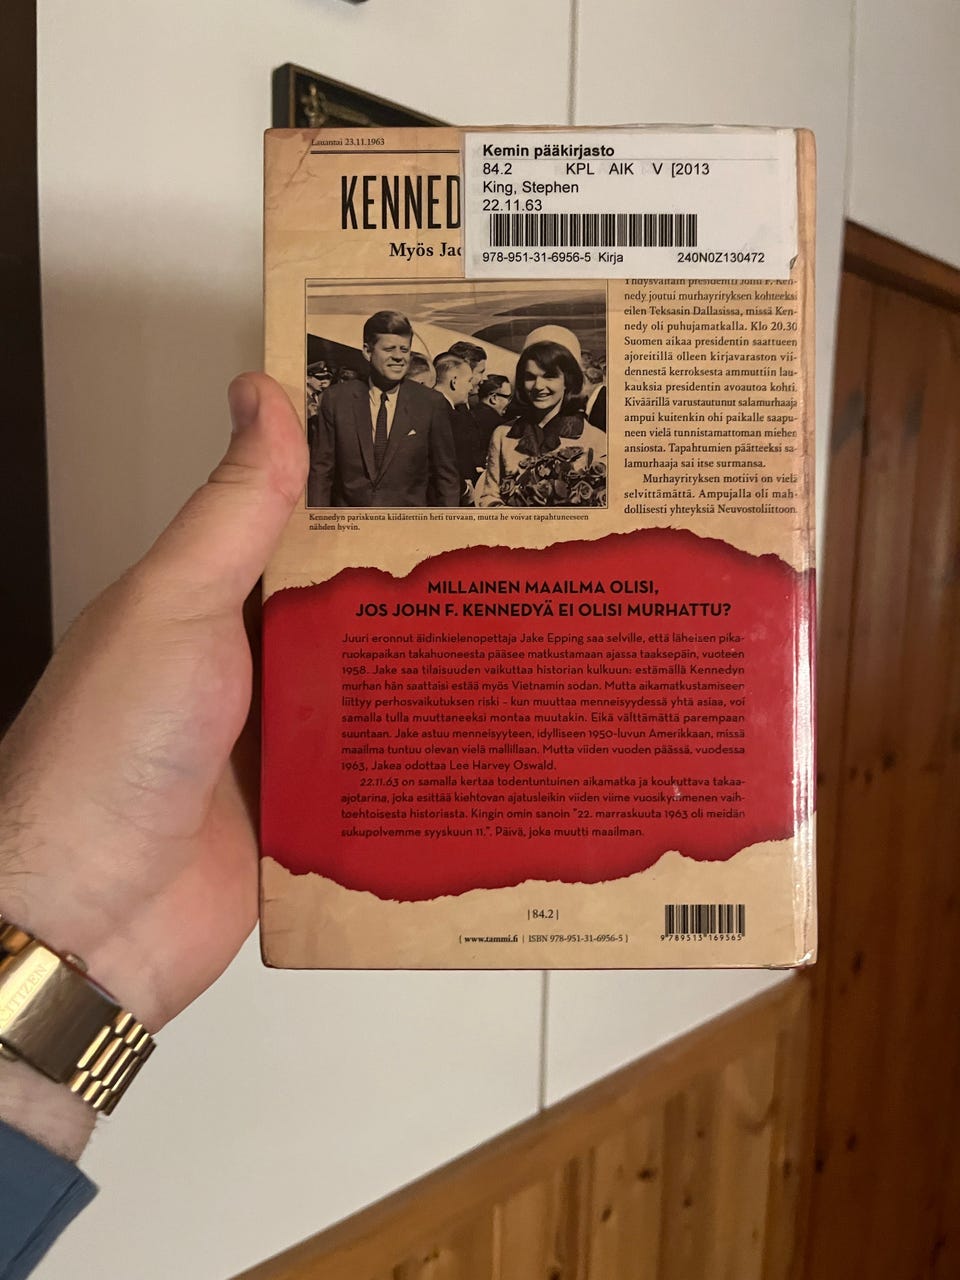 Lauantai 23.11.1963
Kemin pääkirjasto
84.2 KPL AIK V [2013
King, Stephen
22.11.63
978-951-31-6956-5 Kirja 240N0Z130472
KENNED
Myös Jac
Yhdysvaltain presidentti John F. Ken-
nedy joutui murhayrityksen kohteeksi
eilen Teksasin Dallasissa, missä Ken-
nedy oli puhujamatkalla. Klo 20.30
Suomen aikaa presidentin saattueen
ajoreitillä olleen kirjavaraston vii-
dennestä kerroksesta ammuttiin lau-
kauksia presidentin avoautoa kohti.
Kiväärillä varustautunut salamurhaaja
ampui kuitenkin ohi paikalle saapu-
neen vielä tunnistamattoman miehen
ansiosta. Tapahtumien päätteeksi sa-
lamurhaaja sai itse surmansa.
Murhayrityksen motiivi on vielä
selvittämättä. Ampujalla oli mah-
dollisesti yhteyksiä Neuvostoliittoon.
Kennedyn pariskunta kiidätettiin heti turvaan, mutta he voivat tapahtuneeseen
nähden hyvin.
MILLAINEN MAAILMA OLISI,
JOS JOHN F. KENNEDYÄ EI OLISI MURHATTU?
Juuri eronnut äidinkielenopettaja Jake Epping saa selville, että läheisen pika-
ruokapaikan takahuoneesta pääsee matkustamaan ajassa taaksepäin, vuoteen
1958. Jake saa tilaisuuden vaikuttaa historian kulkuun: estämällä Kennedyn
murhan hän saattaisi estää myös Vietnamin sodan. Mutta aikamatkustamiseen
liittyy perhosvaikutuksen riski – kun muuttaa menneisyydessä yhtä asiaa, voi
samalla tulla muuttaneeksi montaa muutakin. Eikä välttämättä parempaan
suuntaan. Jake astuu menneisyyteen, idylliseen 1950-luvun Amerikkaan, missä
maailma tuntuu olevan vielä mallillaan. Mutta viiden vuoden päässä, vuodessa
1963, Jakea odottaa Lee Harvey Oswald.
22.11.63 on samalla kertaa todentuntuinen aikamatka ja koukuttava takaa-
ajotarina, joka esittää kiehtovan ajatusleikin viiden viime vuosikymmenen vaih-
toehtoisesta historiasta. Kingin omin sanoin "22. marraskuuta 1963 oli meidän
sukupolvemme syyskuun 11.". Päivä, joka muutti maailman.
| 84.2 |
[ www.tammi.fi | ISBN 978-951-31-6956-5 ]
9 789513 169565
CITIZEN